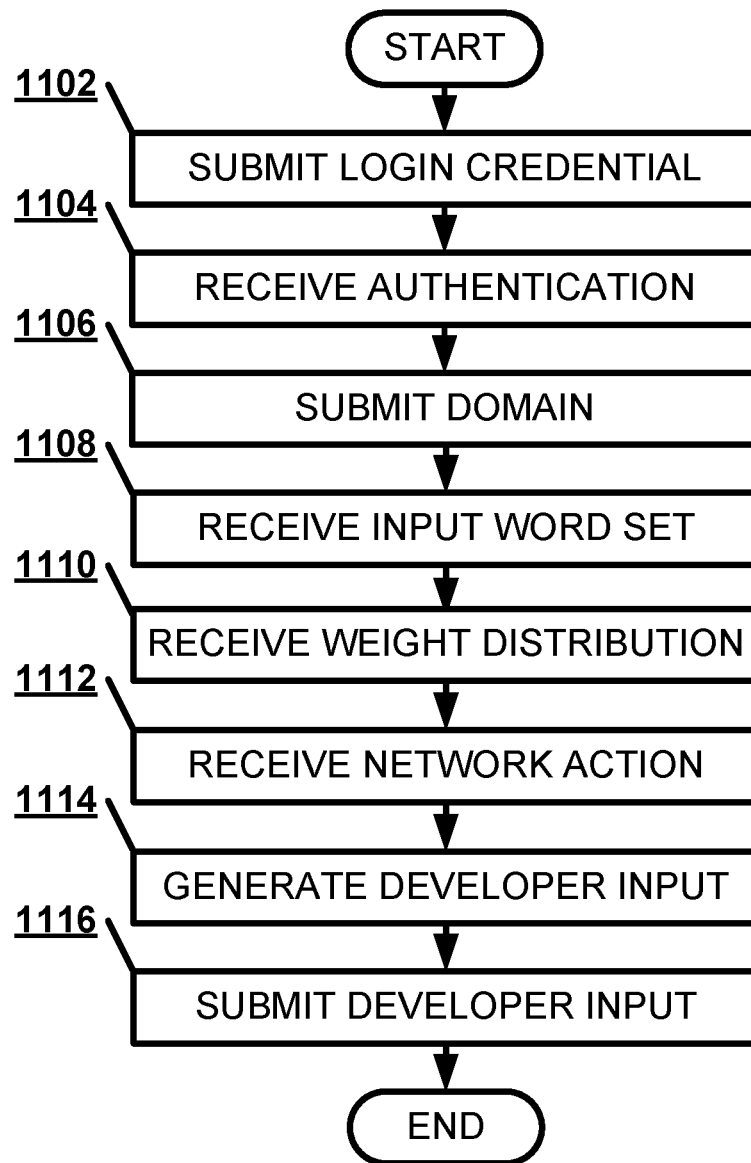 START
1102
SUBMIT LOGIN CREDENTIAL
1104
RECEIVE AUTHENTICATION
1106
SUBMIT DOMAIN
1108
RECEIVE INPUT WORD SET
1110
RECEIVE WEIGHT DISTRIBUTION
1112
RECEIVE NETWORK ACTION
1114
GENERATE DEVELOPER INPUT
1116
SUBMIT DEVELOPER INPUT
END